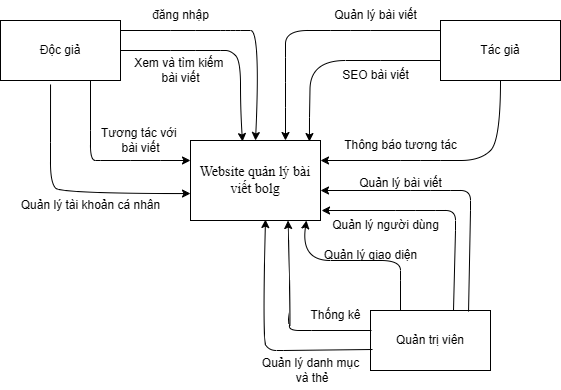 đăng nhập
Quản lý bài viết
Độc giả
Tác giả
Xem và tìm kiếm
bài viết
SEO bài viết
Tương tác với
bài viết
Thông báo tương tác
Website quản lý bài
viết bolg
Quản lý bài viết
Quản lý tài khoản cá nhân
Quản lý người dùng
Quản lý giao diện
Thống kê
Quản trị viên
Quản lý danh mục
và thẻ